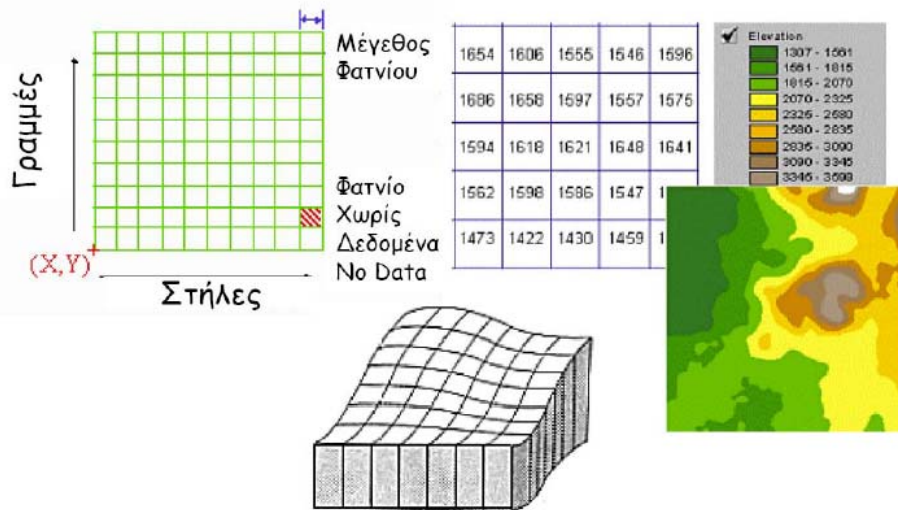 Μέγεθος
Φατνίου
Γραμμές
Φατνίο
Χωρίς
Δεδομένα
No Data
(X,Y)
Στήλες
1654 1606 1555 1546 1596
1686 1658 1597 1557 1575
1594 1618 1621 1648 1641
1562 1598 1586 1547
1473 1422 1430 1459
Elevation
1307 - 1561
1561 - 1815
1815 - 2070
2070 - 2325
2325 - 2580
2580 - 2835
2835 - 3090
3090 - 3345
3345 - 3599